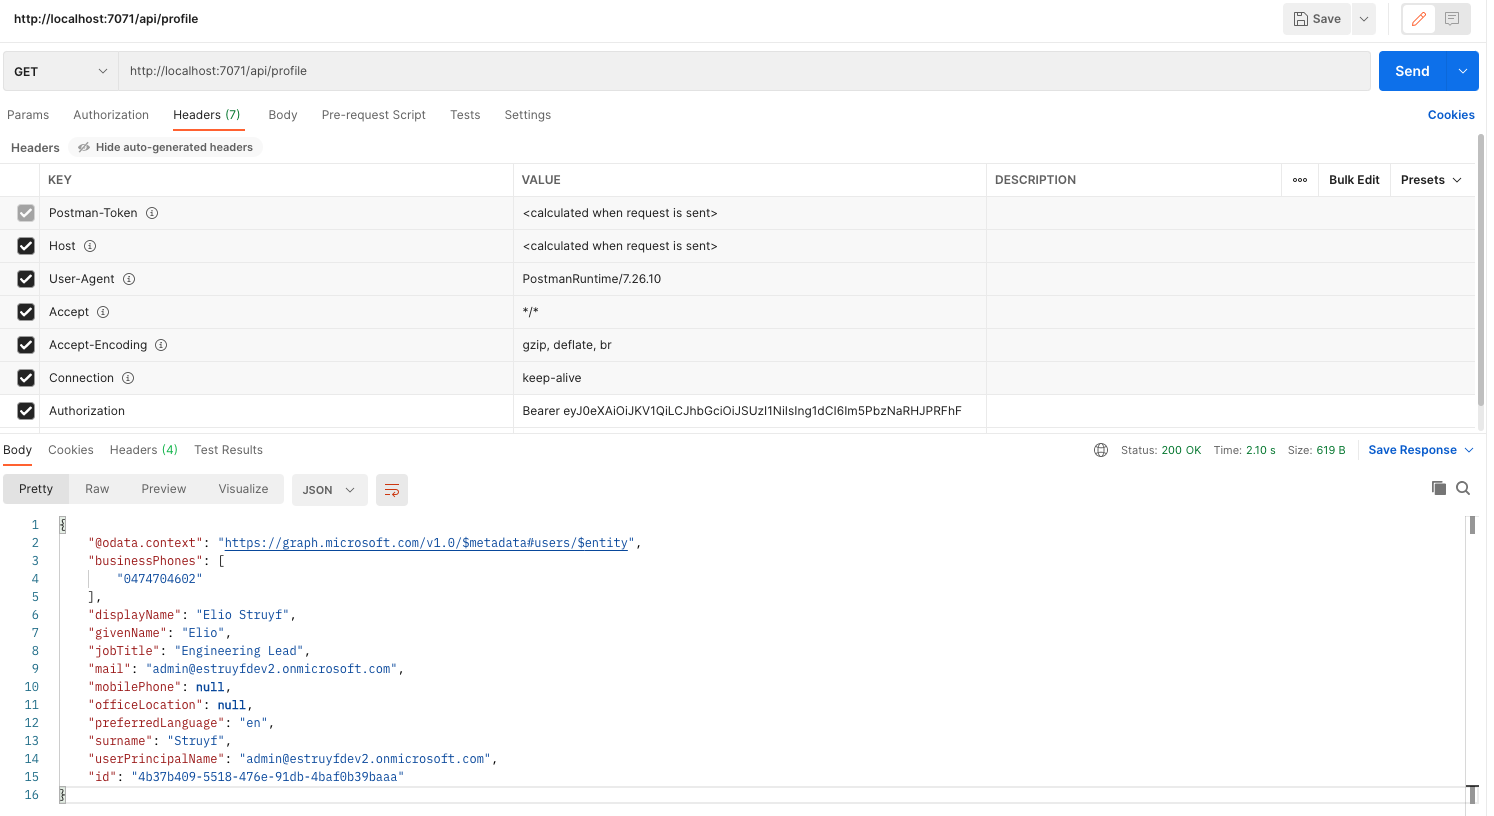 http://localhost:7071/api/profile
Save
GET http://localhost:7071/api/profile Send
Params Authorization Headers (7) Body Pre-request Script Tests Settings Cookies
Headers Hide auto-generated headers
KEY VALUE DESCRIPTION ooo Bulk Edit Presets
Postman-Token <calculated when request is sent>
Host <calculated when request is sent>
User-Agent PostmanRuntime/7.26.10
Accept */*
Accept-Encoding gzip, deflate, br
Connection keep-alive
Authorization Bearer eyJ0eXAiOiJKV1QiLCJhbGciOiJSUzI1NiIsIng1dCI6Im5PbzNaRHJPRFhF
Body Cookies Headers (4) Test Results Status: 200 OK Time: 2.10 s Size: 619 B Save Response
Pretty Raw Preview Visualize JSON
1 {
2 "@odata.context": "https://graph.microsoft.com/v1.0/$metadata#users/$entity",
3 "businessPhones": [
4 "0474704602"
5 ],
6 "displayName": "Elio Struyf",
7 "givenName": "Elio",
8 "jobTitle": "Engineering Lead",
9 "mail": "admin@estruyfdev2.onmicrosoft.com",
10 "mobilePhone": null,
11 "officeLocation": null,
12 "preferredLanguage": "en",
13 "surname": "Struyf",
14 "userPrincipalName": "admin@estruyfdev2.onmicrosoft.com",
15 "id": "4b37b409-5518-476e-91db-4baf0b39baaa"
16 }